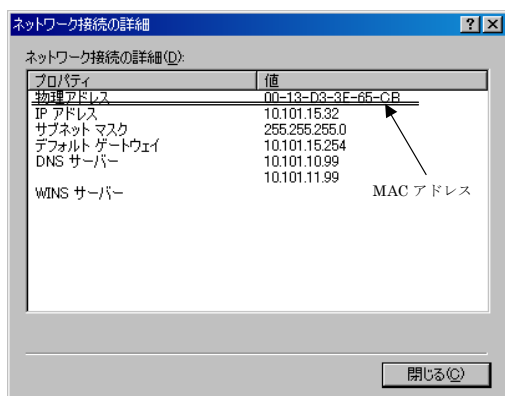 ネットワーク接続の詳細
ネットワーク接続の詳細(D):
プロパティ 値
物理アドレス 00-13-D3-3F-65-CB
IP アドレス 10.101.15.32
サブネット マスク 255.255.255.0
デフォルト ゲートウェイ 10.101.15.254
DNS サーバー 10.101.10.99
10.101.11.99
WINS サーバー
MAC アドレス
閉じる(C)